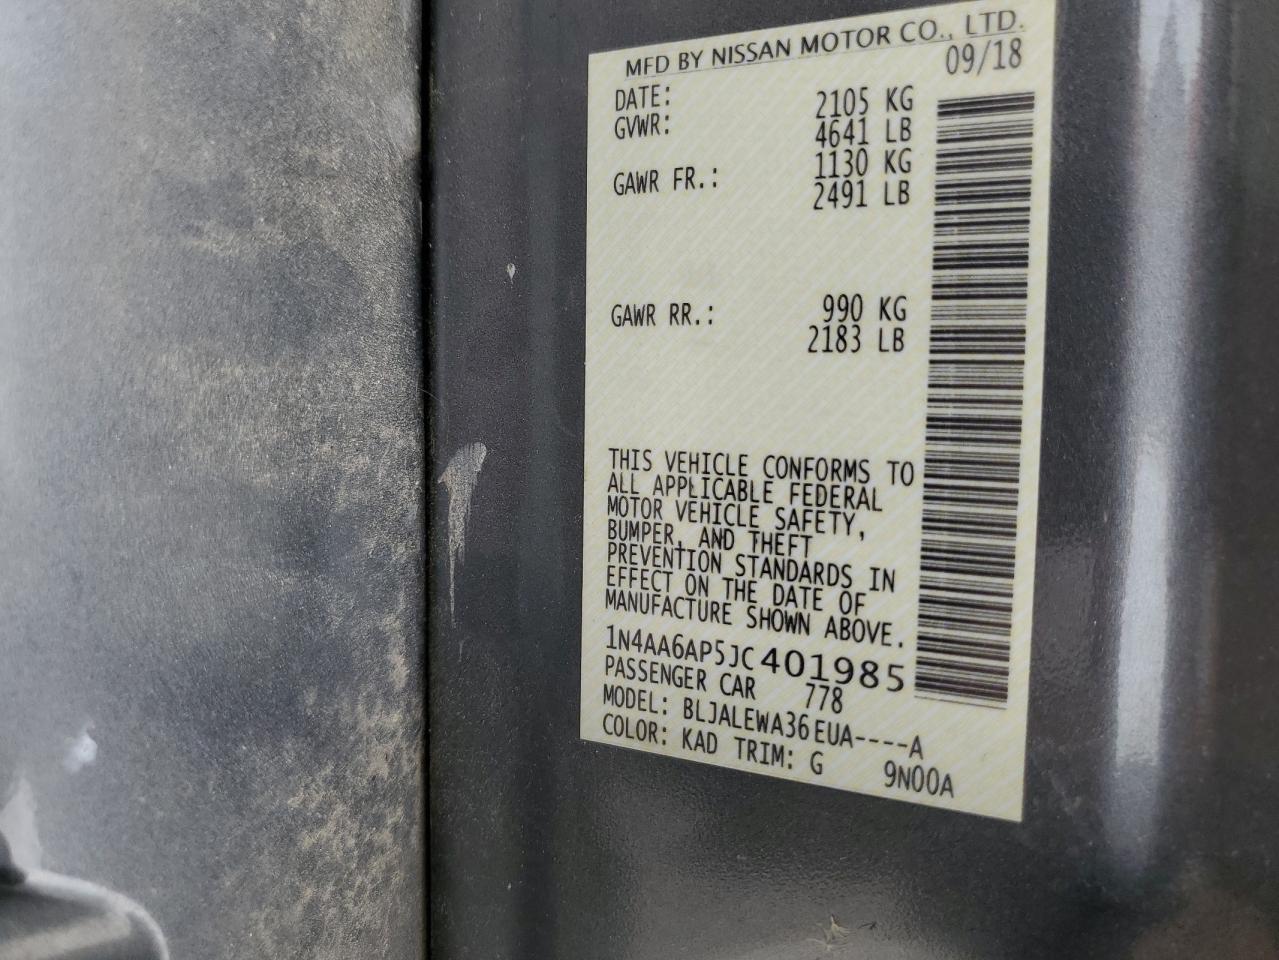 MFD BY NISSAN MOTOR CO., LTD.
DATE: 09/18
GVWR: 2105 KG
4641 LB
GAWR FR.: 1130 KG
2491 LB
GAWR RR.: 990 KG
2183 LB
THIS VEHICLE CONFORMS TO
ALL APPLICABLE FEDERAL
MOTOR VEHICLE SAFETY,
BUMPER, AND THEFT
PREVENTION STANDARDS IN
EFFECT ON THE DATE OF
MANUFACTURE SHOWN ABOVE.
1N4AA6AP5JC401985
PASSENGER CAR 778
MODEL: BLJALEWA36EUA----A
COLOR: KAD TRIM: G 9N00A